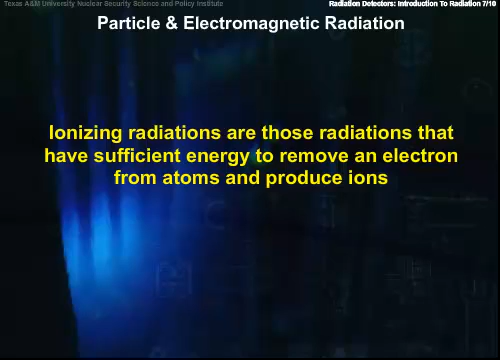 Texas A&M University Nuclear Security Science and Policy Institute
Radiation Detectors: Introduction To Radiation 7/10
Particle & Electromagnetic Radiation
Ionizing radiations are those radiations that
have sufficient energy to remove an electron
from atoms and produce ions